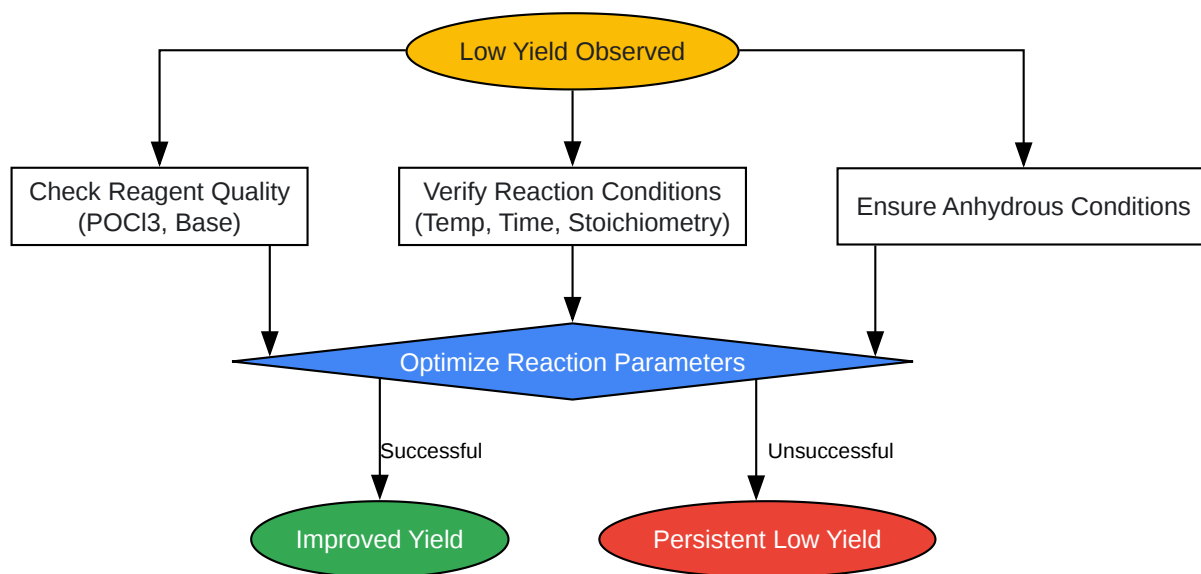 Low Yield Observed
Check Reagent Quality
(POCl3, Base)
Verify Reaction Conditions
(Temp, Time, Stoichiometry)
Ensure Anhydrous Conditions
Optimize Reaction Parameters
Successful
Unsuccessful
Improved Yield
Persistent Low Yield